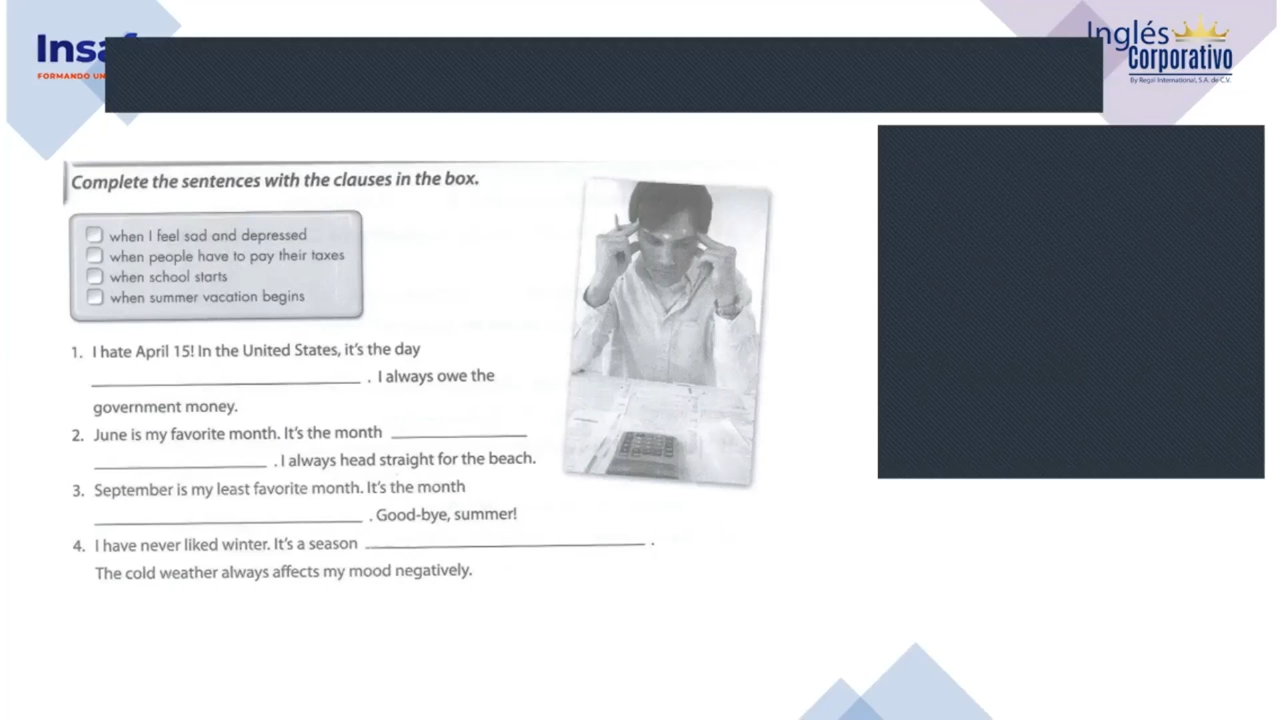 Insaf
FORMANDO UN
Inglés
Corporativo
By Regal International, S.A. de C.V.
Complete the sentences with the clauses in the box.
when I feel sad and depressed
when people have to pay their taxes
when school starts
when summer vacation begins
1. I hate April 15! In the United States, it's the day
. I always owe the
government money.
2. June is my favorite month. It's the month
. I always head straight for the beach.
3. September is my least favorite month. It's the month
. Good-bye, summer!
4. I have never liked winter. It's a season .
The cold weather always affects my mood negatively.